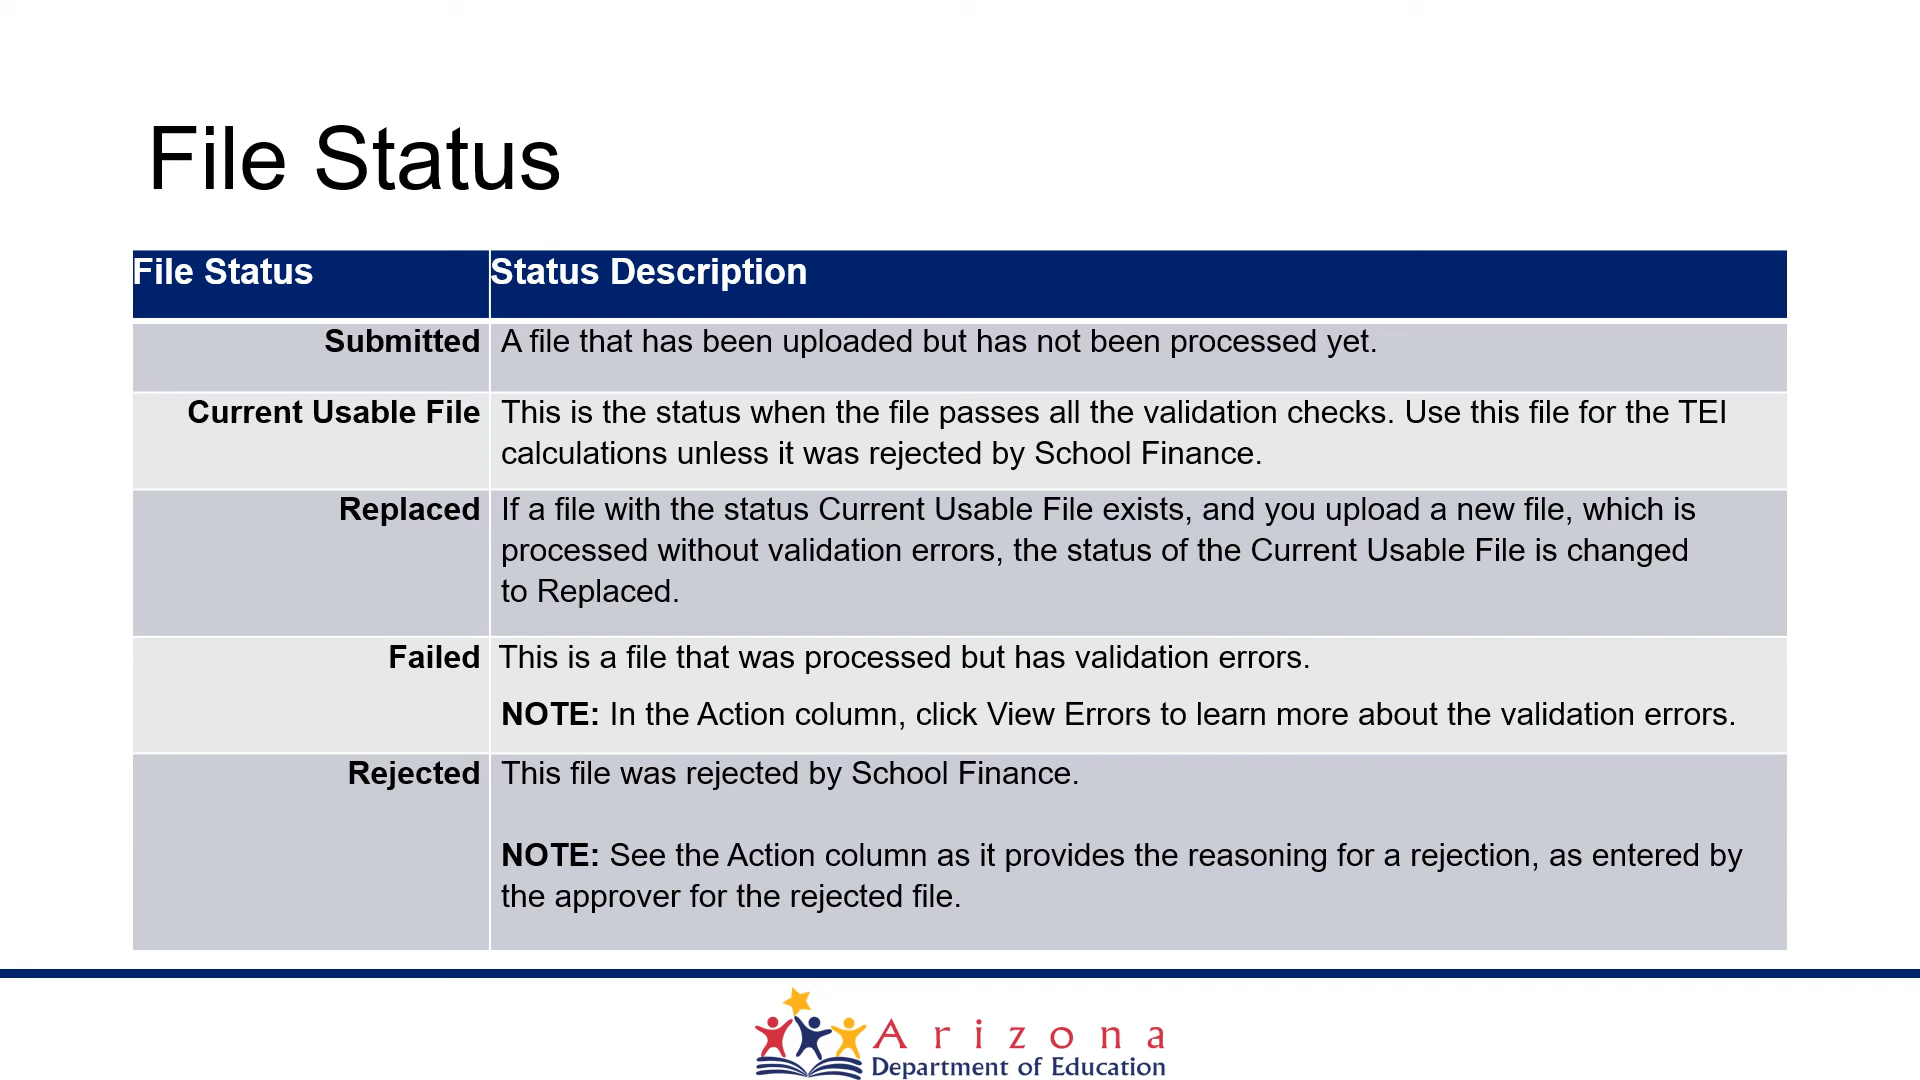 File Status
File Status
Status Description
Submitted
A file that has been uploaded but has not been processed yet.
Current Usable File
This is the status when the file passes all the validation checks. Use this file for the TEI
calculations unless it was rejected by School Finance.
Replaced
If a file with the status Current Usable File exists, and you upload a new file, which is
processed without validation errors, the status of the Current Usable File is changed
to Replaced.
Failed
This is a file that was processed but has validation errors.
NOTE: In the Action column, click View Errors to learn more about the validation errors.
Rejected
This file was rejected by School Finance.
NOTE: See the Action column as it provides the reasoning for a rejection, as entered by
the approver for the rejected file.
Arizona
Department of Education